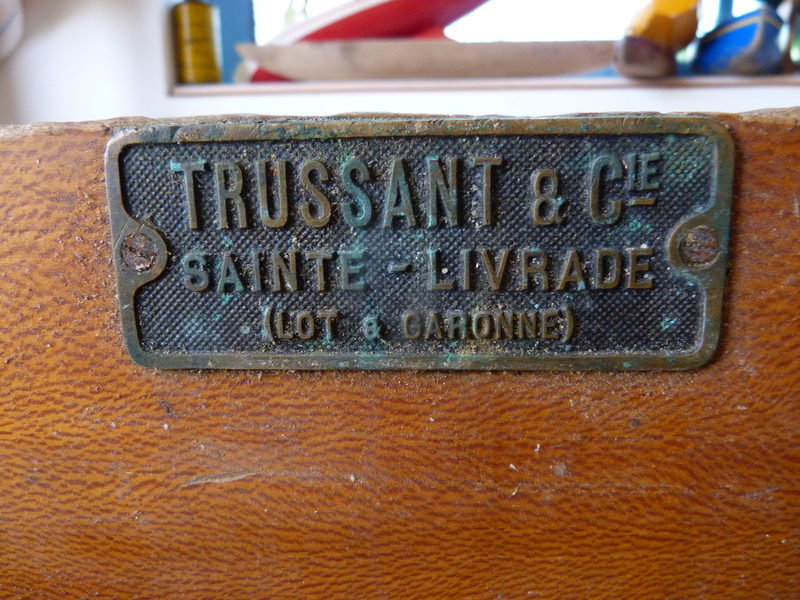 TRUSSANT & CIE
SAINTE-LIVRADE
(LOT & GARONNE)